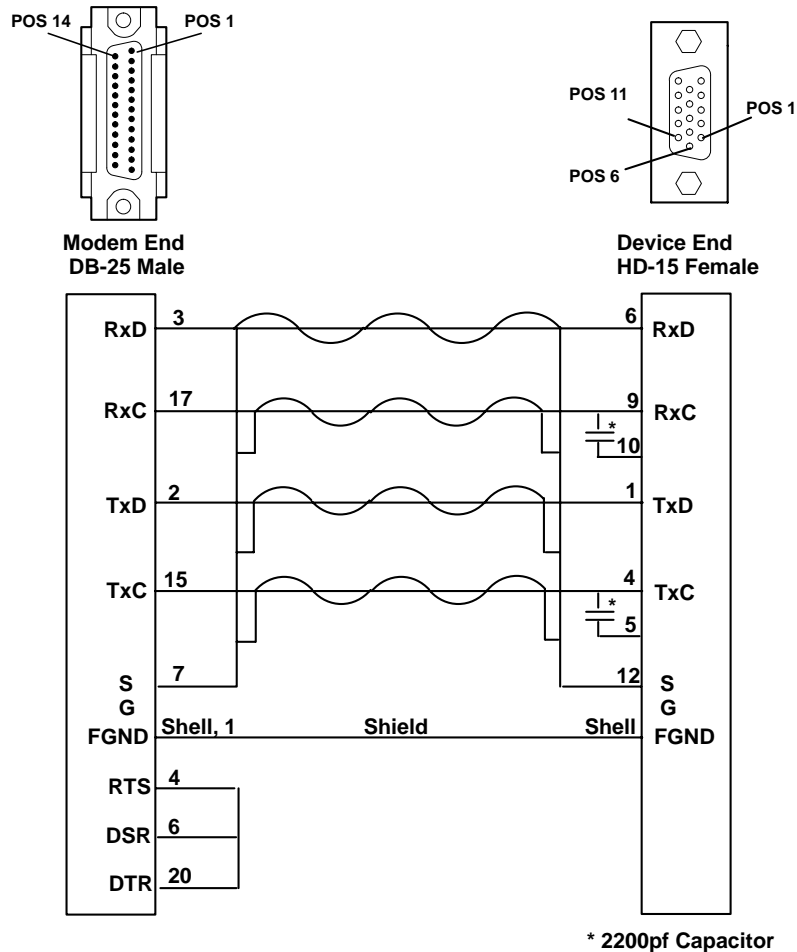 POS 14
POS 1
POS 11
POS 1
POS 6
Modem End
DB-25 Male
Device End
HD-15 Female
RxD 3 6 RxD
RxC 17 9 RxC
*
10
TxD 2 1 TxD
TxC 15 4 TxC
*
5
S 7 12 S
G G
FGND Shell, 1 Shield Shell FGND
RTS 4
DSR 6
DTR 20
* 2200pf Capacitor